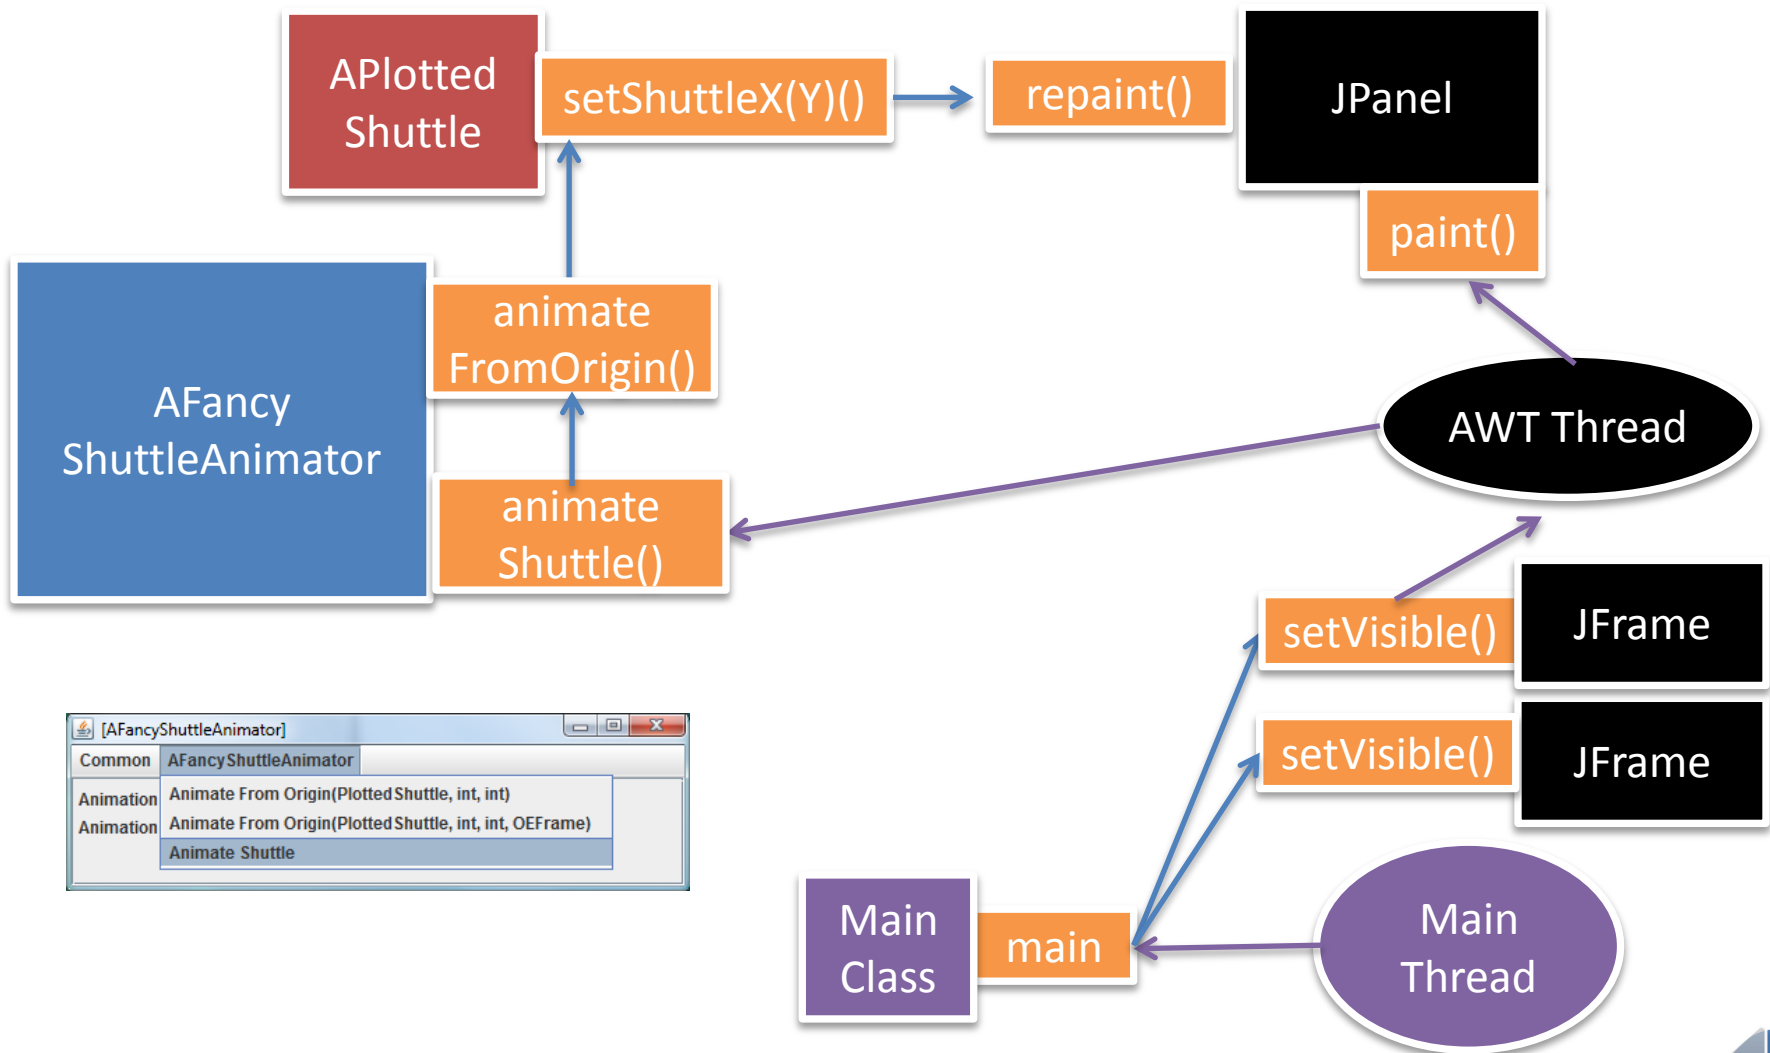 APlotted
Shuttle
setShuttleX(Y)()
repaint()
JPanel
paint()
animate
FromOrigin()
AFancy
ShuttleAnimator
AWT Thread
animate
Shuttle()
setVisible()
JFrame
setVisible()
JFrame
[AFancyShuttleAnimator]
Common AFancyShuttleAnimator
Animation Animate From Origin(PlottedShuttle, int, int)
Animation Animate From Origin(PlottedShuttle, int, int, OEFrame)
Animate Shuttle
Main
Class
main
Main
Thread